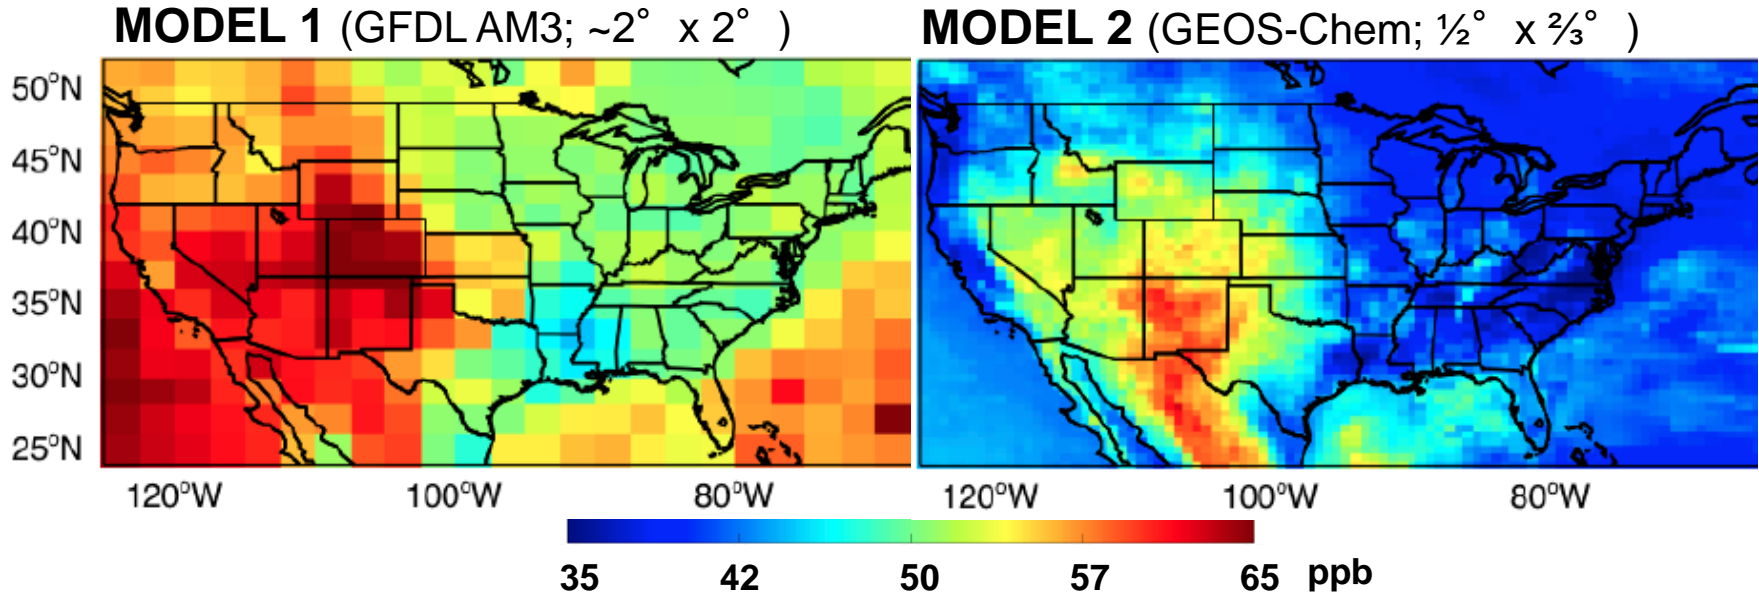 MODEL 1 (GFDL AM3; ~2° x 2° )
MODEL 2 (GEOS-Chem; ½° x ⅔° )
50°N
45°N
40°N
35°N
30°N
25°N
120°W 100°W 80°W
120°W 100°W 80°W
35 42 50 57 65 ppb